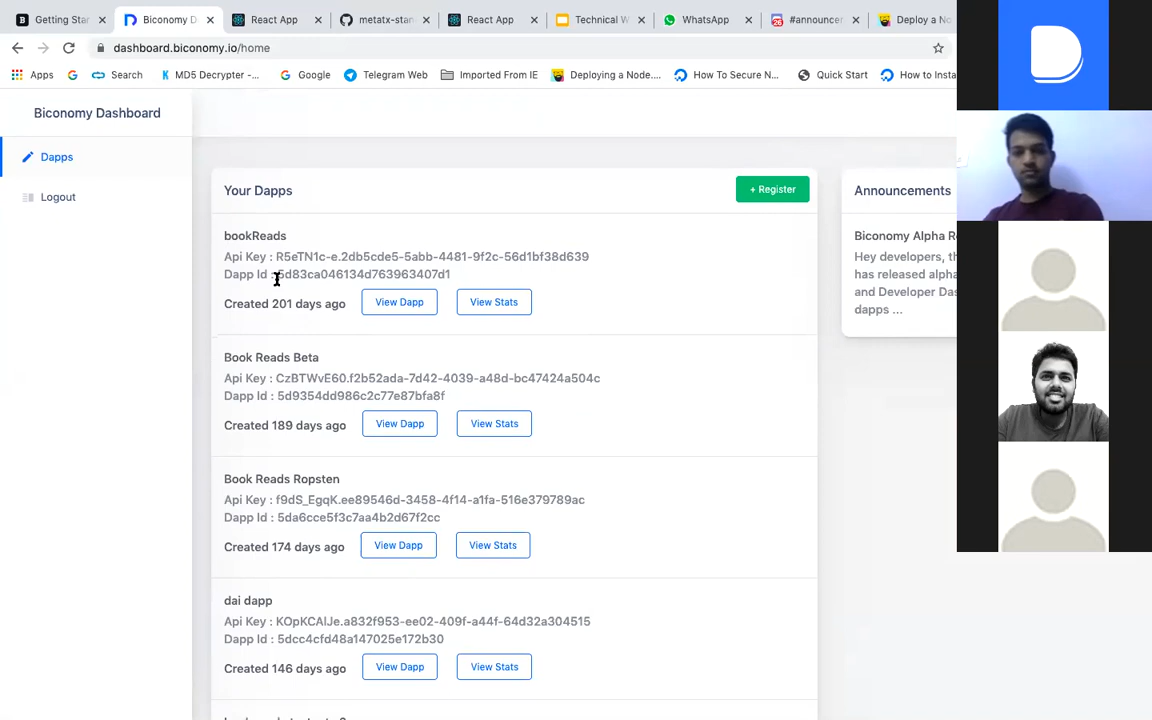 Getting Star
Biconomy D
React App
metatx-stan
React App
Technical W
WhatsApp
#announcer
Deploy a No
dashboard.biconomy.io/home
Apps
Search
MD5 Decrypter -...
Google
Telegram Web
Imported From IE
Deploying a Node....
How To Secure N...
Quick Start
How to Insta
Biconomy Dashboard
Dapps
Logout
Your Dapps
+ Register
bookReads
Api Key : R5eTN1c-e.2db5cde5-5abb-4481-9f2c-56d1bf38d639
Dapp Id : 5d83ca046134d763963407d1
Created 201 days ago
View Dapp
View Stats
Book Reads Beta
Api Key : CzBTWvE60.f2b52ada-7d42-4039-a48d-bc47424a504c
Dapp Id : 5d9354dd986c2c77e87bfa8f
Created 189 days ago
View Dapp
View Stats
Book Reads Ropsten
Api Key : f9dS_EgqK.ee89546d-3458-4f14-a1fa-516e379789ac
Dapp Id : 5da6cce5f3c7aa4b2d67f2cc
Created 174 days ago
View Dapp
View Stats
dai dapp
Api Key : KOpKCAlJe.a832f953-ee02-409f-a44f-64d32a304515
Dapp Id : 5dcc4cfd48a147025e172b30
Created 146 days ago
View Dapp
View Stats
Announcements
Biconomy Alpha Re
Hey developers, th
has released alpha
and Developer Das
dapps ...